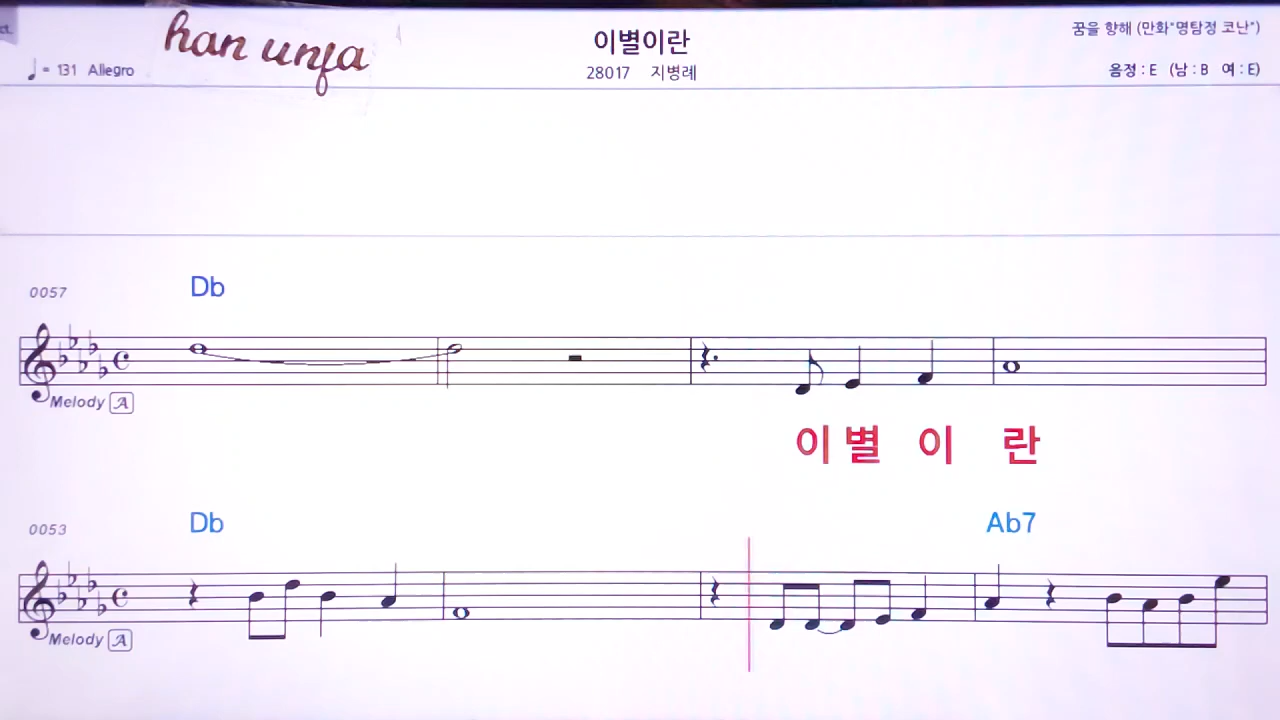 ct.
han unja
이별이란
꿈을 향해 (만화"명탐정 코난")
♩= 131 Allegro
28017 지병례
음정 : E (남 : B 여 : E)
0057
Db
Melody A
이 별 이 란
0053
Db
Ab7
Melody A